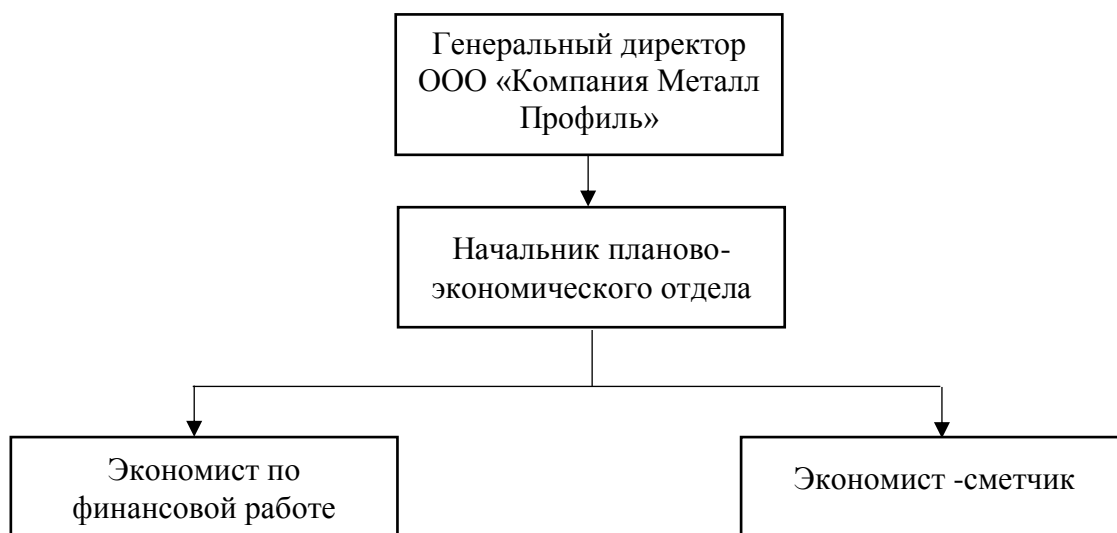 Генеральный директор
ООО «Компания Металл
Профиль»
Начальник планово-
экономического отдела
Экономист по
финансовой работе
Экономист -сметчик